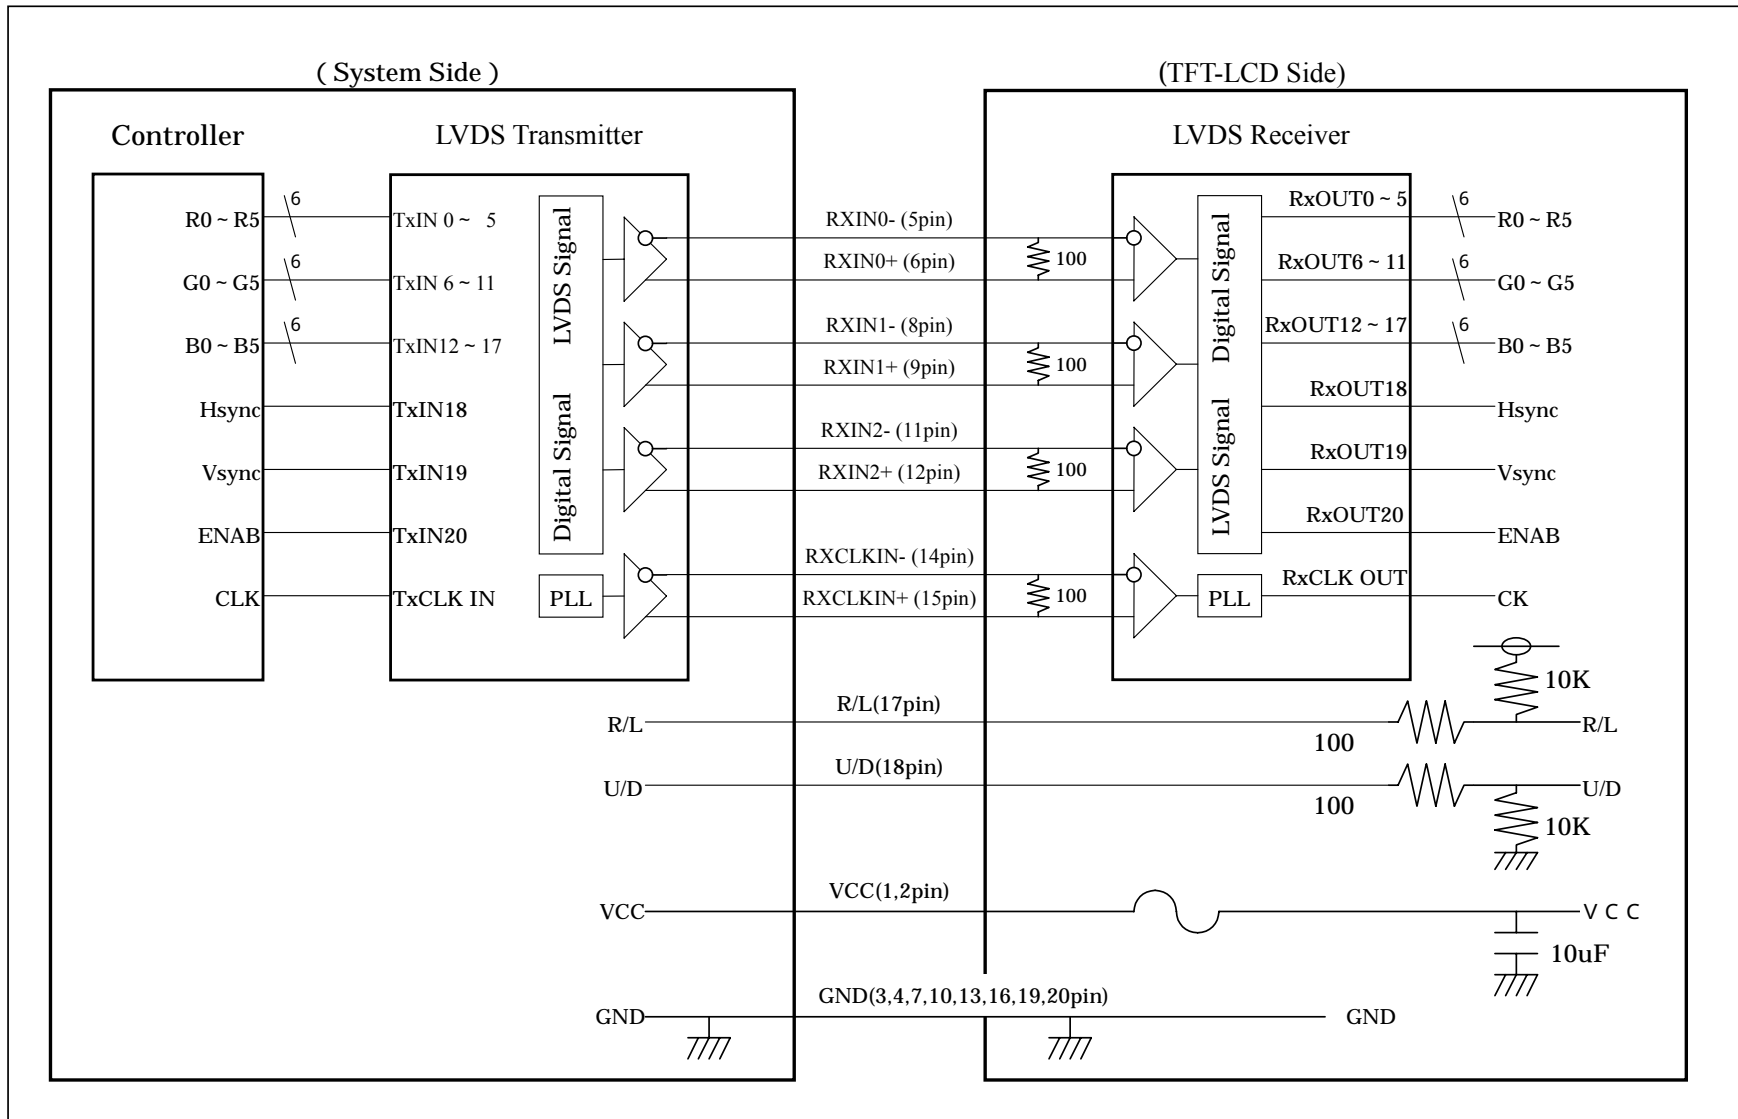 ( System Side )
(TFT-LCD Side)
Controller
LVDS Transmitter
LVDS Receiver
R0 ~ R5
6
TxIN 0 ~ 5
G0 ~ G5
6
TxIN 6 ~ 11
B0 ~ B5
6
TxIN12 ~ 17
Hsync
TxIN18
Vsync
TxIN19
ENAB
TxIN20
CLK
TxCLK IN
LVDS Signal
Digital Signal
PLL
RXIN0- (5pin)
RXIN0+ (6pin)
100
RXIN1- (8pin)
RXIN1+ (9pin)
100
RXIN2- (11pin)
RXIN2+ (12pin)
100
RXCLKIN- (14pin)
RXCLKIN+ (15pin)
100
Digital Signal
LVDS Signal
PLL
RxOUT0 ~ 5
6
R0 ~ R5
RxOUT6 ~ 11
6
G0 ~ G5
RxOUT12 ~ 17
6
B0 ~ B5
RxOUT18
Hsync
RxOUT19
Vsync
RxOUT20
ENAB
RxCLK OUT
CK
10K
R/L
R/L(17pin)
100
R/L
U/D
U/D(18pin)
100
U/D
10K
VCC
VCC(1,2pin)
V C C
10uF
GND
GND(3,4,7,10,13,16,19,20pin)
GND